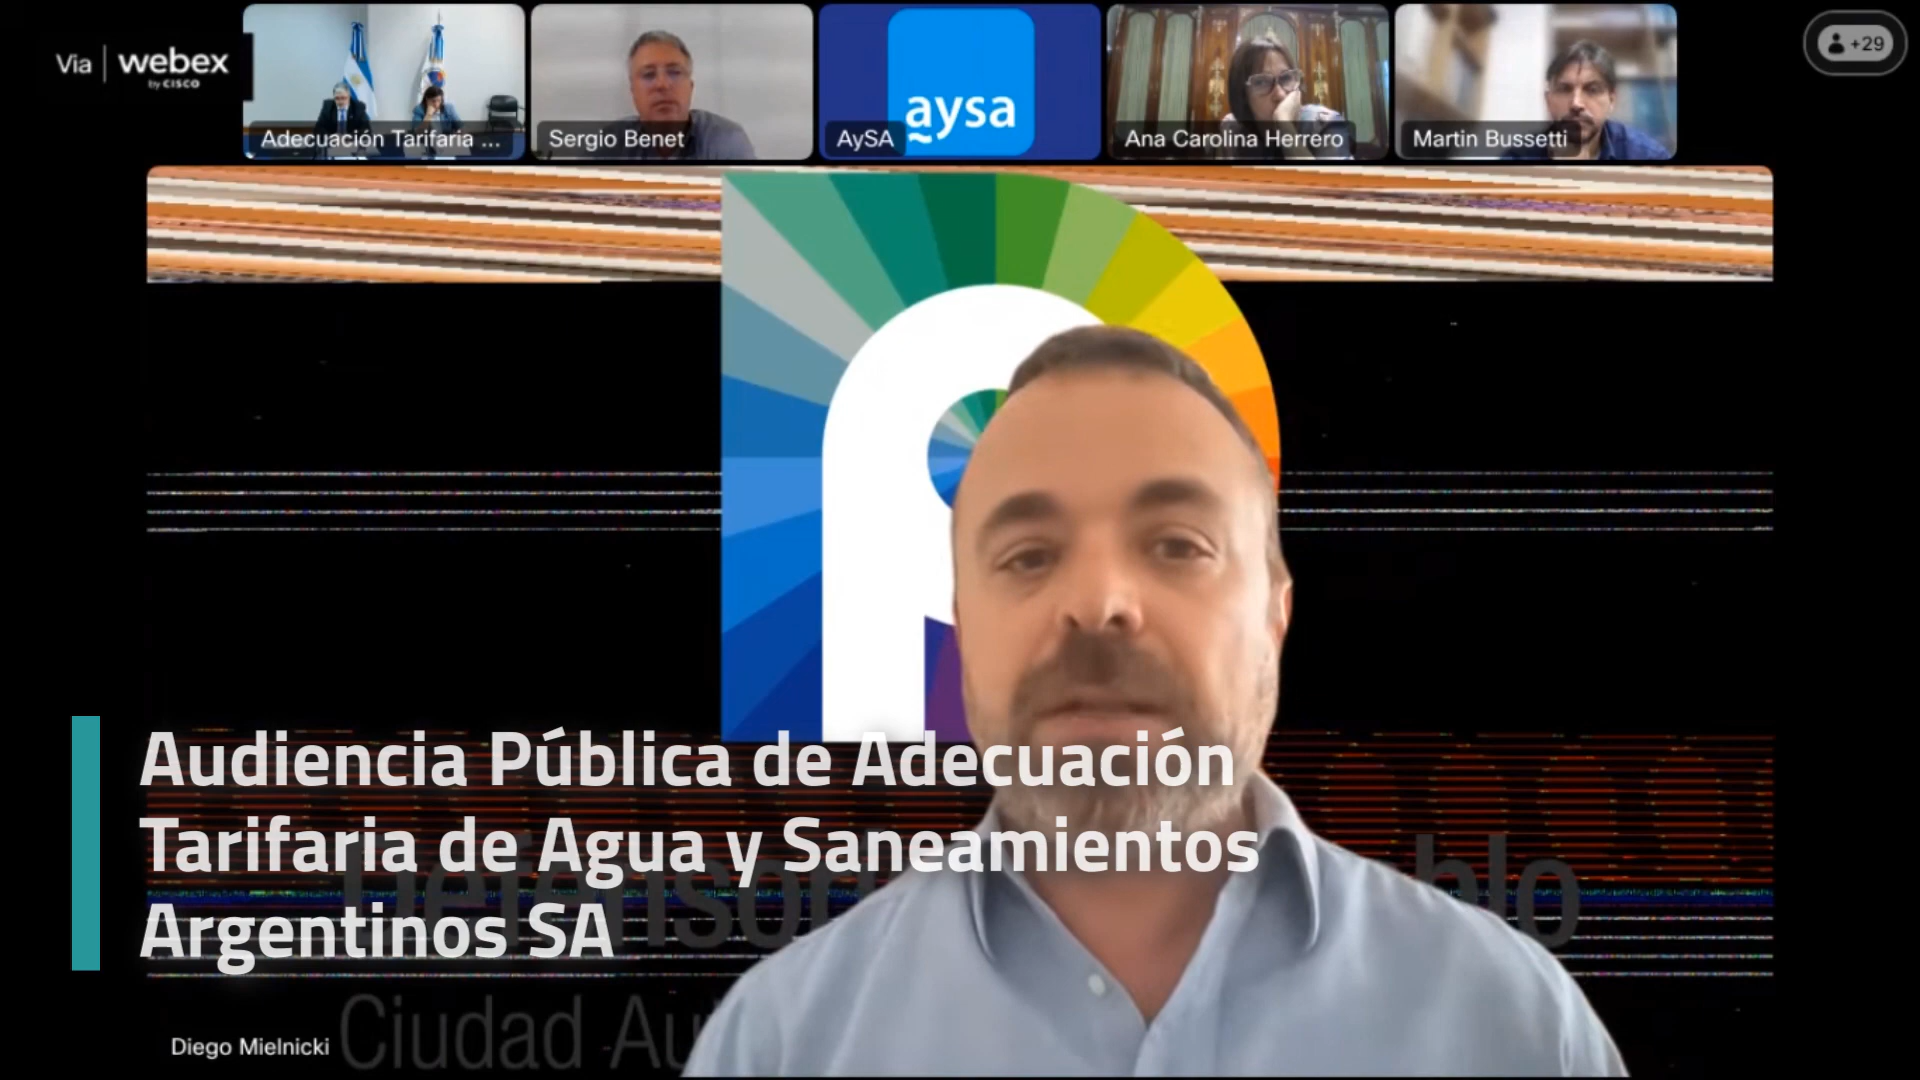 Via | webex
by CISCO
Adecuación Tarifaria ...
Sergio Benet
aysa
AySA
Ana Carolina Herrero
Martin Bussetti
+29
Audiencia Pública de Adecuación
Tarifaria de Agua y Saneamientos
Argentinos SA
Ciudad Au
Diego Mielnicki